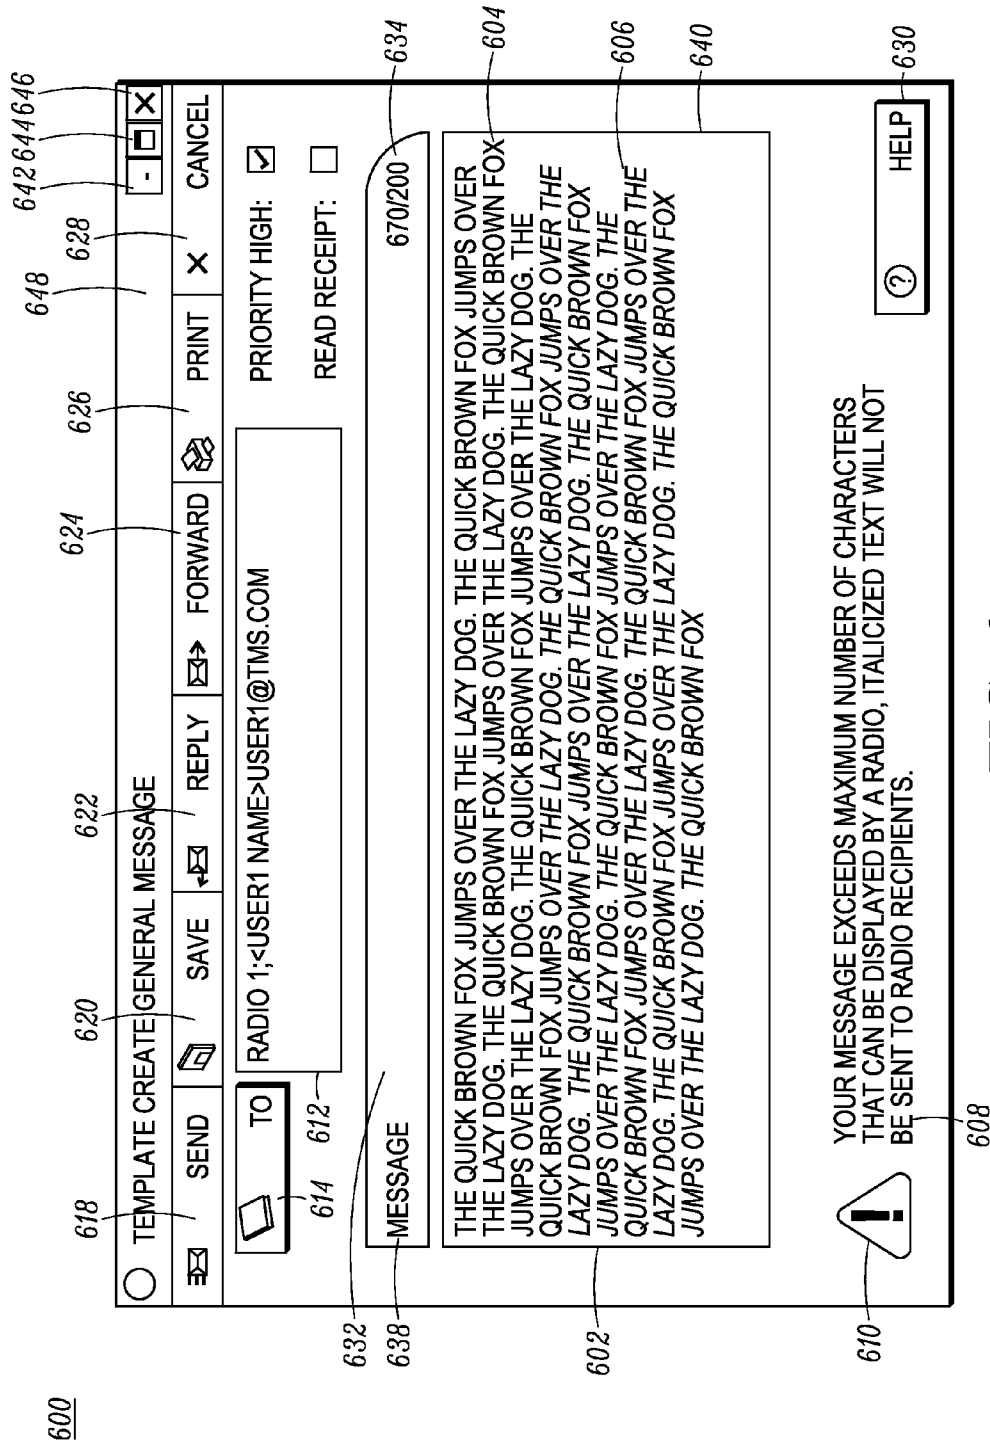 600
642 644 646
648
628
626
624
622
620
618
TEMPLATE CREATE GENERAL MESSAGE - X
SEND SAVE REPLY FORWARD PRINT X CANCEL
TO RADIO 1;<USER1 NAME>USER1@TMS.COM PRIORITY HIGH:
READ RECEIPT:
614
612
632
638
MESSAGE 670/200
634
THE QUICK BROWN FOX JUMPS OVER THE LAZY DOG. THE QUICK BROWN FOX JUMPS OVER
THE LAZY DOG. THE QUICK BROWN FOX JUMPS OVER THE LAZY DOG. THE QUICK BROWN FOX
JUMPS OVER THE LAZY DOG. THE QUICK BROWN FOX JUMPS OVER THE LAZY DOG. THE
QUICK BROWN FOX JUMPS OVER THE LAZY DOG. THE QUICK BROWN FOX JUMPS OVER THE
LAZY DOG. THE QUICK BROWN FOX JUMPS OVER THE LAZY DOG. THE QUICK BROWN FOX
JUMPS OVER THE LAZY DOG. THE QUICK BROWN FOX JUMPS OVER THE LAZY DOG. THE
QUICK BROWN FOX JUMPS OVER THE LAZY DOG. THE QUICK BROWN FOX JUMPS OVER THE
LAZY DOG. THE QUICK BROWN FOX JUMPS OVER THE LAZY DOG. THE QUICK BROWN FOX
JUMPS OVER THE LAZY DOG. THE QUICK BROWN FOX
604
606
640
602
! YOUR MESSAGE EXCEEDS MAXIMUM NUMBER OF CHARACTERS
THAT CAN BE DISPLAYED BY A RADIO, ITALICIZED TEXT WILL NOT
BE SENT TO RADIO RECIPIENTS.
? HELP
630
610
608